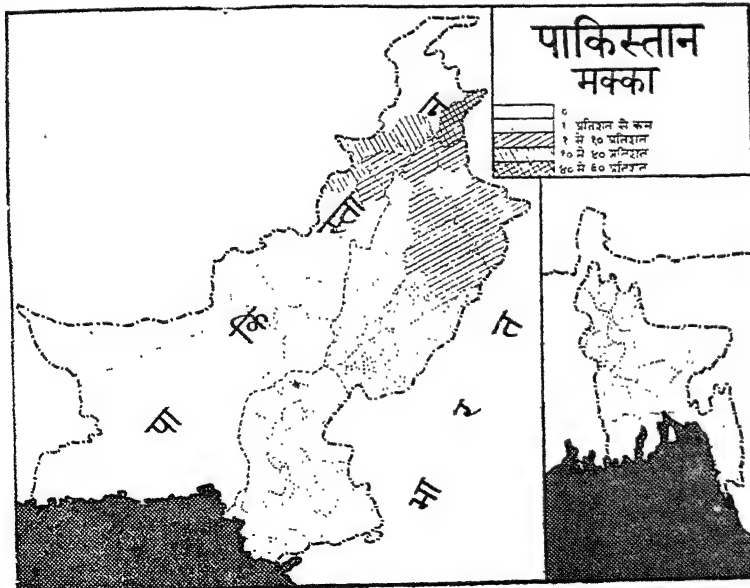 पाकिस्तान
मक्का
०
१ प्रतिशत से कम
१ से १० प्रतिशत
१० से ४० प्रतिशत
४० से ६० प्रतिशत
पा कि स्ता न
भा र त